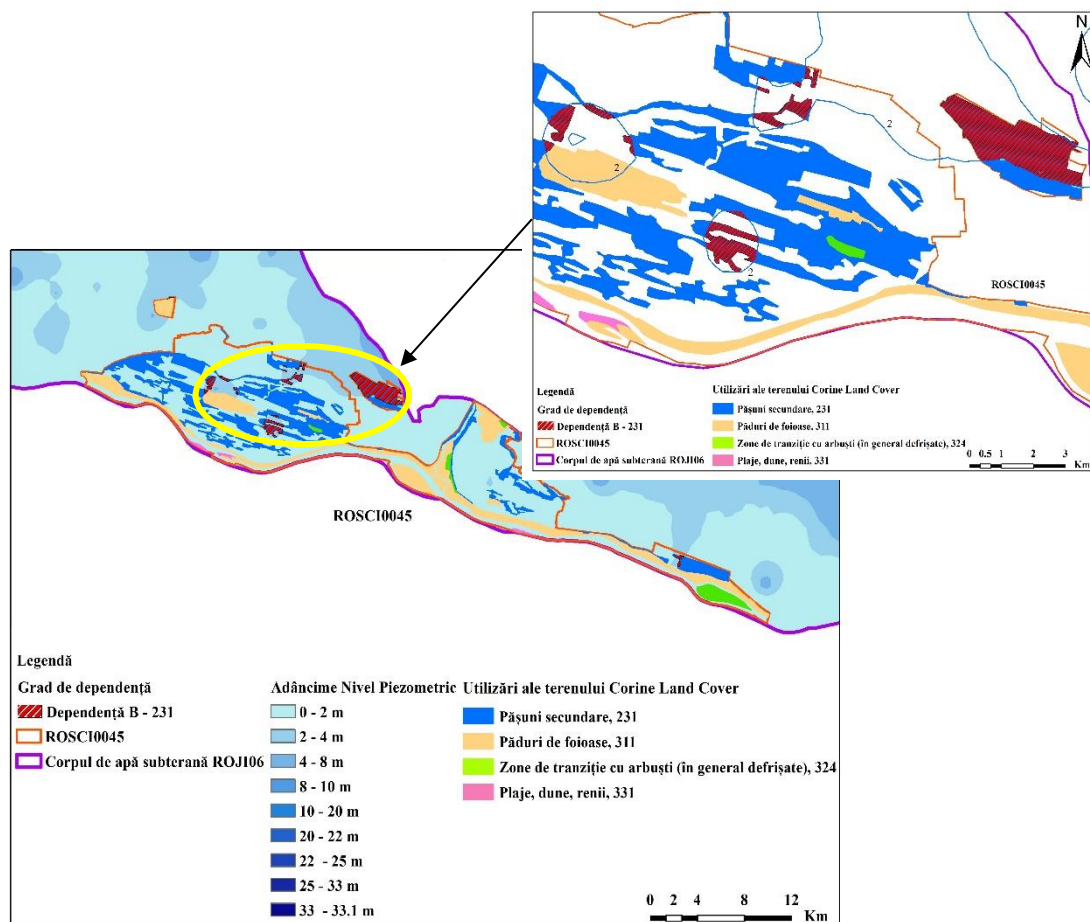 N
2
2
2
ROSCI0045
Legendă
Grad de dependență
Dependență B - 231
ROSCI0045
Corpul de apă subterană ROJI06
Utilizări ale terenului Corine Land Cover
Pășuni secundare, 231
Păduri de foioase, 311
Zone de tranziție cu arbuști (în general defrișate), 324
Plaje, dune, renii, 331
0 0.5 1 2 3
Km
ROSCI0045
Legendă
Grad de dependență
Dependență B - 231
ROSCI0045
Corpul de apă subterană ROJI06
Adâncime Nivel Piezometric
0 - 2 m
2 - 4 m
4 - 8 m
8 - 10 m
10 - 20 m
20 - 22 m
22 - 25 m
25 - 33 m
33 - 33.1 m
Utilizări ale terenului Corine Land Cover
Pășuni secundare, 231
Păduri de foioase, 311
Zone de tranziție cu arbuști (în general defrișate), 324
Plaje, dune, renii, 331
0 2 4 8 12
Km